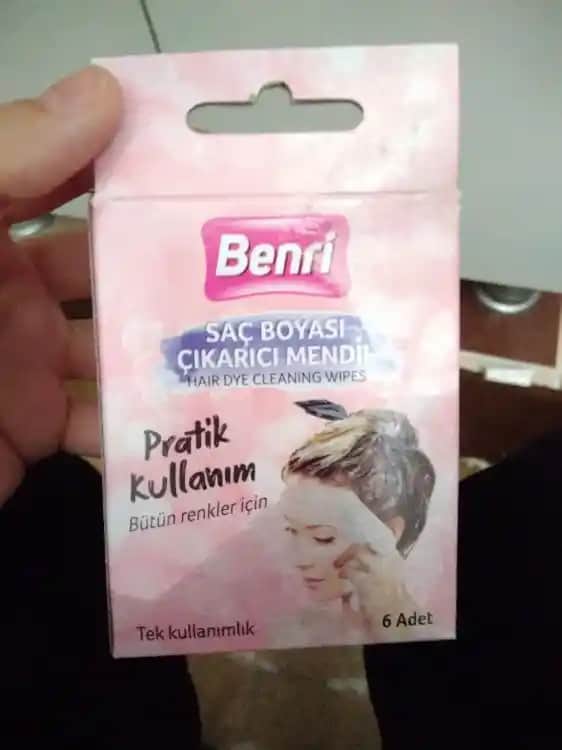 Benri
SAÇ BOYASI
ÇIKARICI MENDİL
HAIR DYE CLEANING WIPES
Pratik
Kullanım
Bütün renkler için
Tek kullanımlık
6 Adet